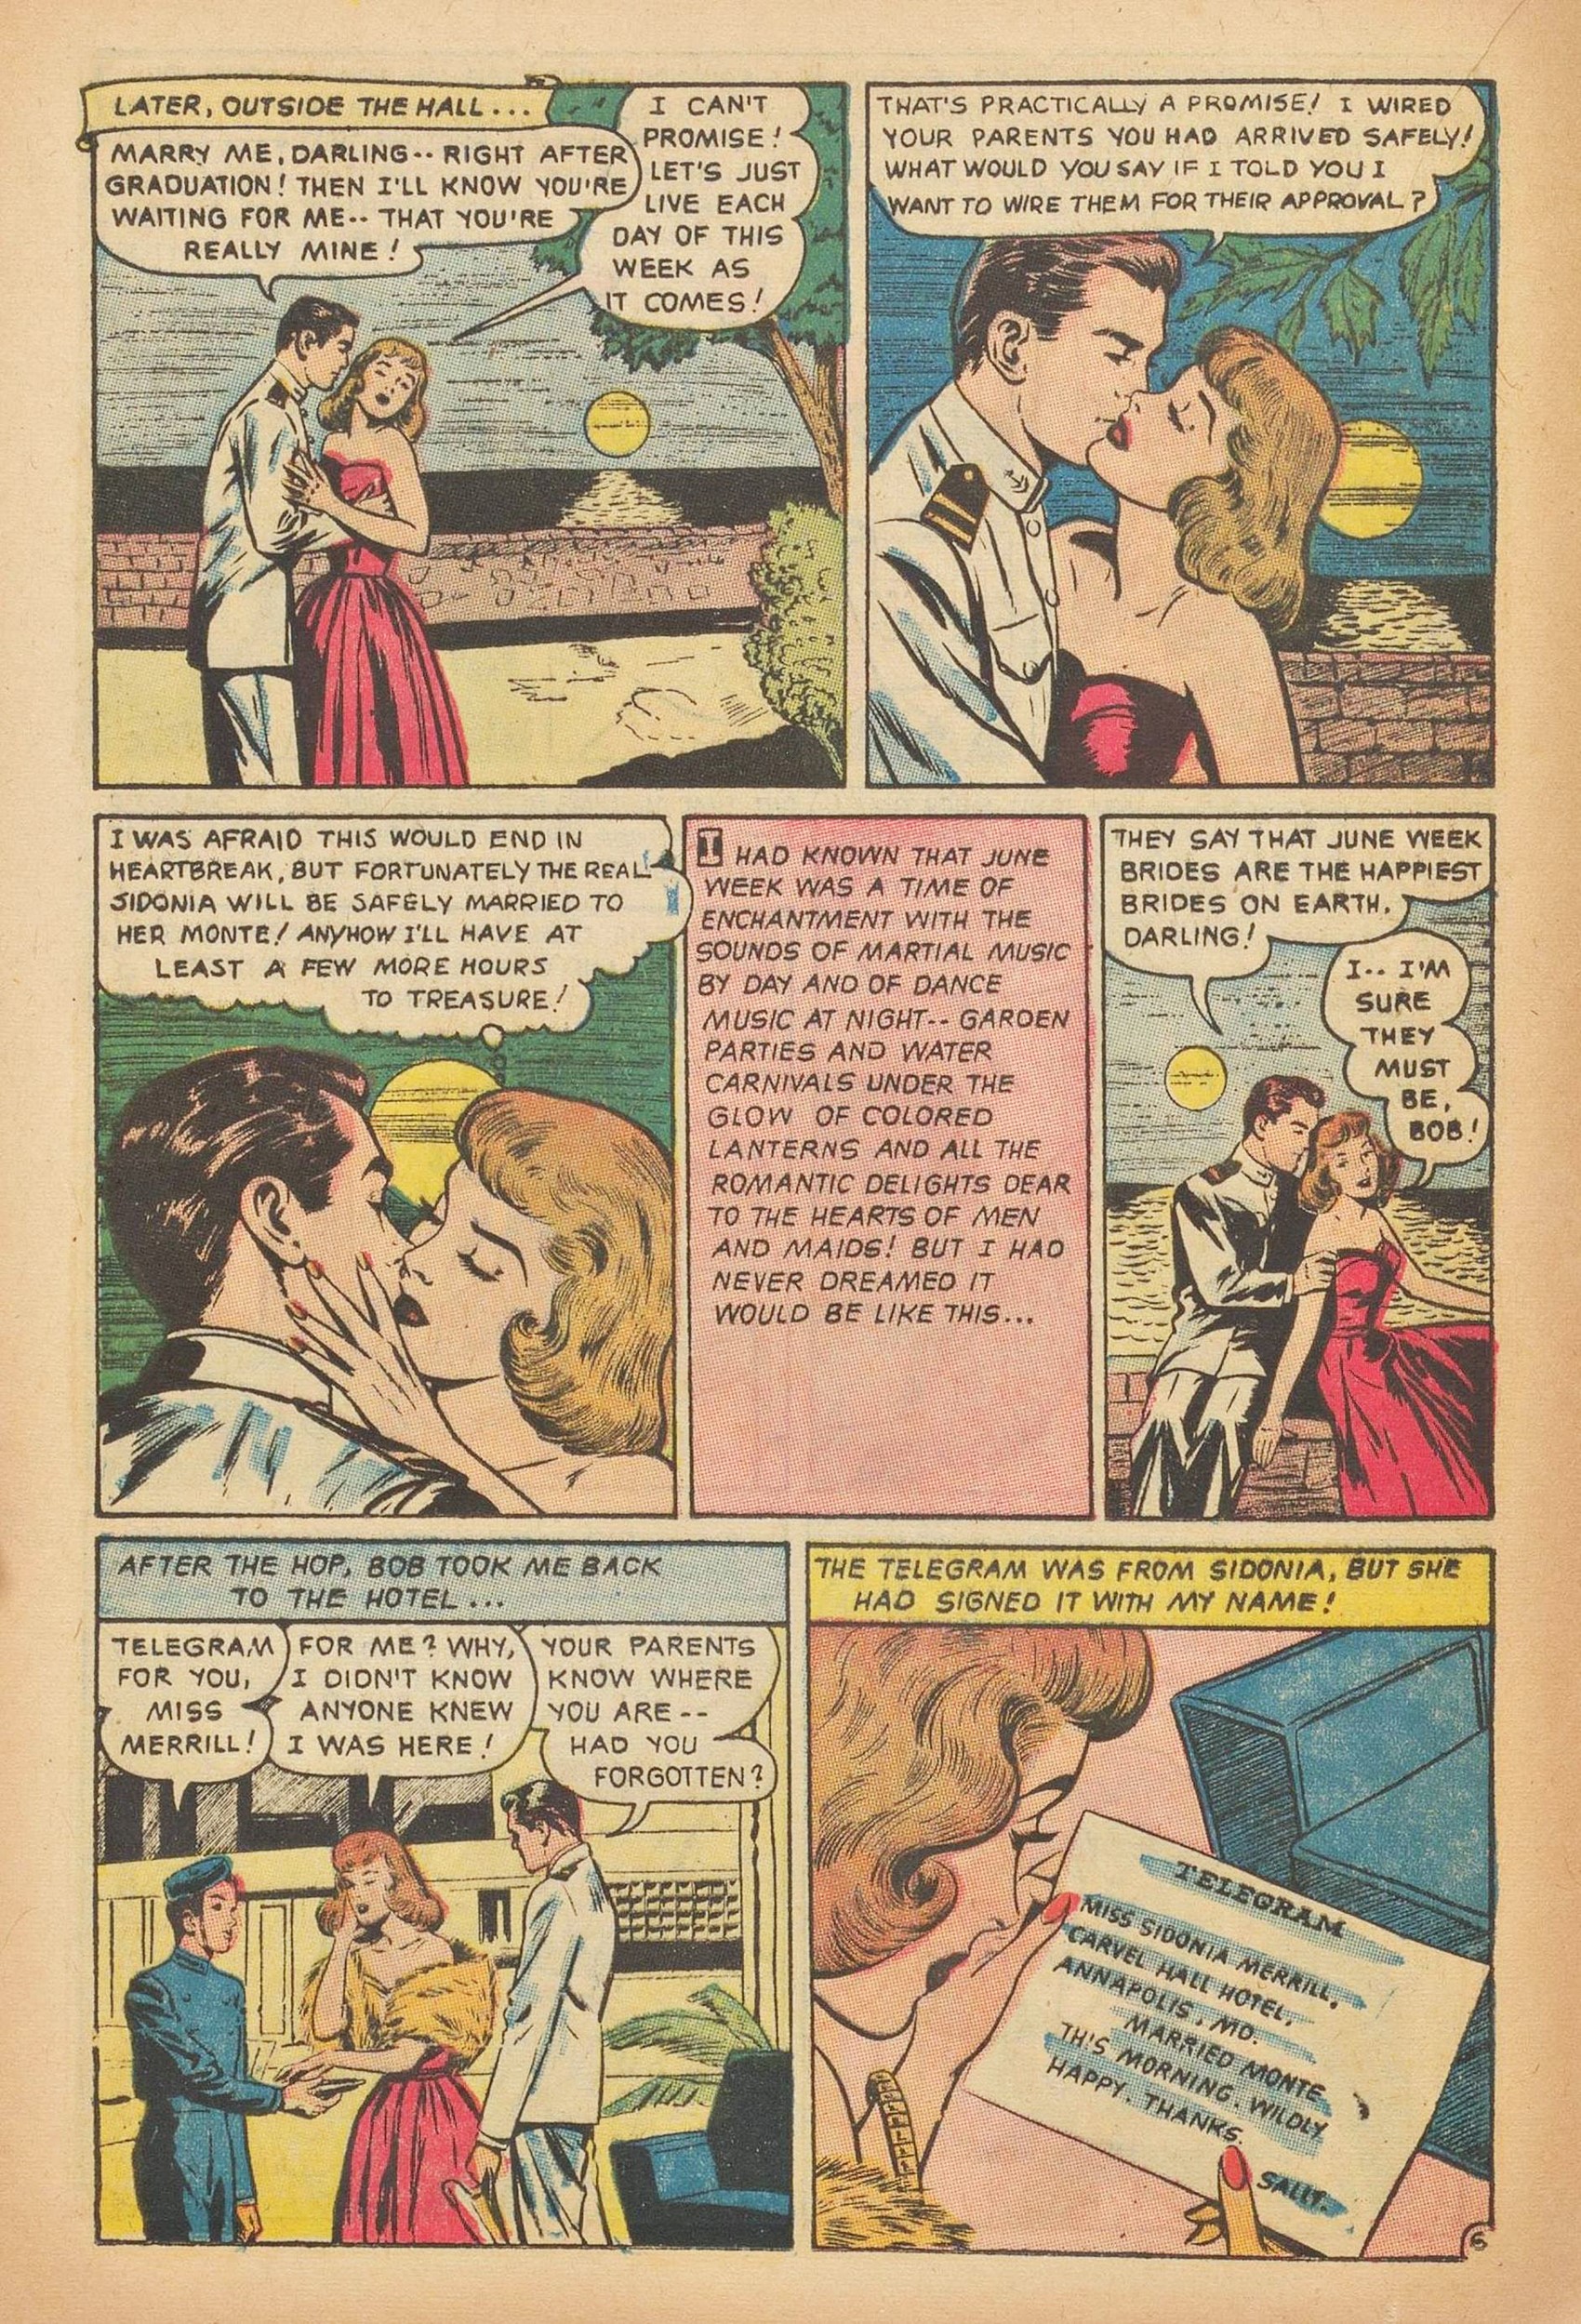 LATER, OUTSIDE THE HALL...
MARRY ME, DARLING-- RIGHT AFTER
GRADUATION! THEN I'LL KNOW YOU'RE
WAITING FOR ME-- THAT YOU'RE
REALLY MINE!
I CAN'T
PROMISE!
LET'S JUST
LIVE EACH
DAY OF THIS
WEEK AS
IT COMES!
THAT'S PRACTICALLY A PROMISE! I WIRED
YOUR PARENTS YOU HAD ARRIVED SAFELY!
WHAT WOULD YOU SAY IF I TOLD YOU I
WANT TO WIRE THEM FOR THEIR APPROVAL?
I WAS AFRAID THIS WOULD END IN
HEARTBREAK, BUT FORTUNATELY THE REAL
SIDONIA WILL BE SAFELY MARRIED TO
HER MONTE! ANYHOW I'LL HAVE AT
LEAST A FEW MORE HOURS
TO TREASURE!
I HAD KNOWN THAT JUNE
WEEK WAS A TIME OF
ENCHANTMENT WITH THE
SOUNDS OF MARTIAL MUSIC
BY DAY AND OF DANCE
MUSIC AT NIGHT-- GARDEN
PARTIES AND WATER
CARNIVALS UNDER THE
GLOW OF COLORED
LANTERNS AND ALL THE
ROMANTIC DELIGHTS DEAR
TO THE HEARTS OF MEN
AND MAIDS! BUT I HAD
NEVER DREAMED IT
WOULD BE LIKE THIS...
THEY SAY THAT JUNE WEEK
BRIDES ARE THE HAPPIEST
BRIDES ON EARTH,
DARLING!
I-- I'M
SURE
THEY
MUST
BE,
BOB!
AFTER THE HOP, BOB TOOK ME BACK
TO THE HOTEL...
TELEGRAM
FOR YOU,
MISS
MERRILL!
FOR ME? WHY,
I DIDN'T KNOW
ANYONE KNEW
I WAS HERE!
YOUR PARENTS
KNOW WHERE
YOU ARE--
HAD YOU
FORGOTTEN?
THE TELEGRAM WAS FROM SIDONIA, BUT SHE
HAD SIGNED IT WITH MY NAME!
TELEGRAM
MISS SIDONIA MERRILL,
CARVEL HALL HOTEL,
ANNAPOLIS, MD.
MARRIED MONTE
TH'S MORNING. WILDLY
HAPPY. THANKS.
SALLY.
6